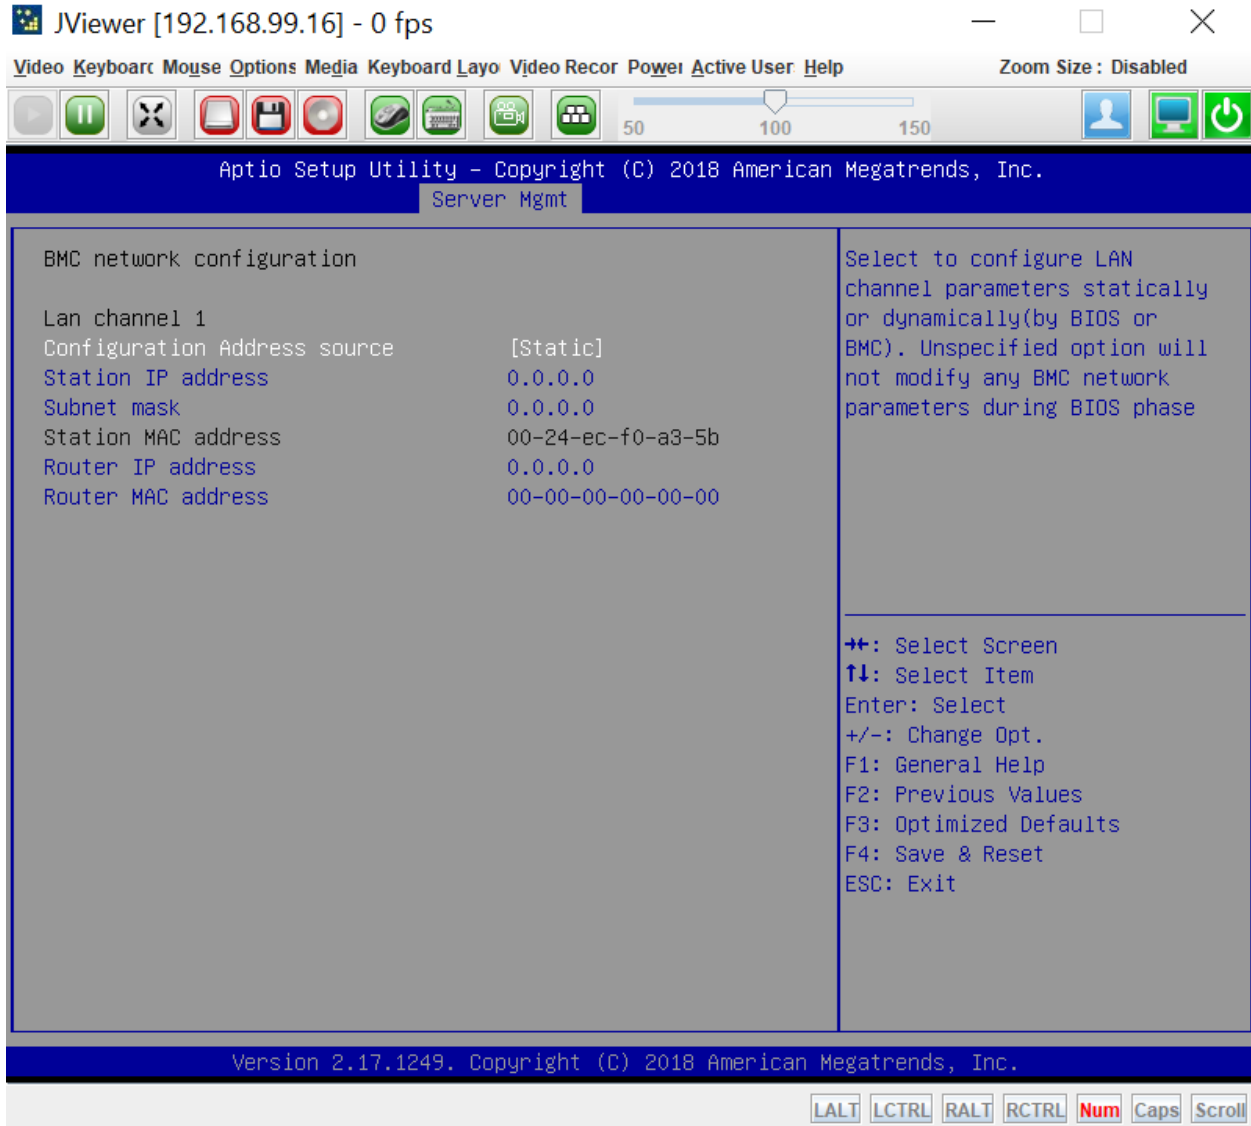 JViewer [192.168.99.16] - 0 fps
Video Keyboarc Mouse Options Media Keyboard Layo Video Recor Power Active User Help Zoom Size : Disabled
50 100 150
Aptio Setup Utility – Copyright (C) 2018 American Megatrends, Inc.
Server Mgmt
BMC network configuration
Lan channel 1
Configuration Address source [Static]
Station IP address 0.0.0.0
Subnet mask 0.0.0.0
Station MAC address 00-24-ec-f0-a3-5b
Router IP address 0.0.0.0
Router MAC address 00-00-00-00-00-00
Select to configure LAN
channel parameters statically
or dynamically(by BIOS or
BMC). Unspecified option will
not modify any BMC network
parameters during BIOS phase
→←: Select Screen
↑↓: Select Item
Enter: Select
+/-: Change Opt.
F1: General Help
F2: Previous Values
F3: Optimized Defaults
F4: Save & Reset
ESC: Exit
Version 2.17.1249. Copyright (C) 2018 American Megatrends, Inc.
LALT LCTRL RALT RCTRL Num Caps Scroll